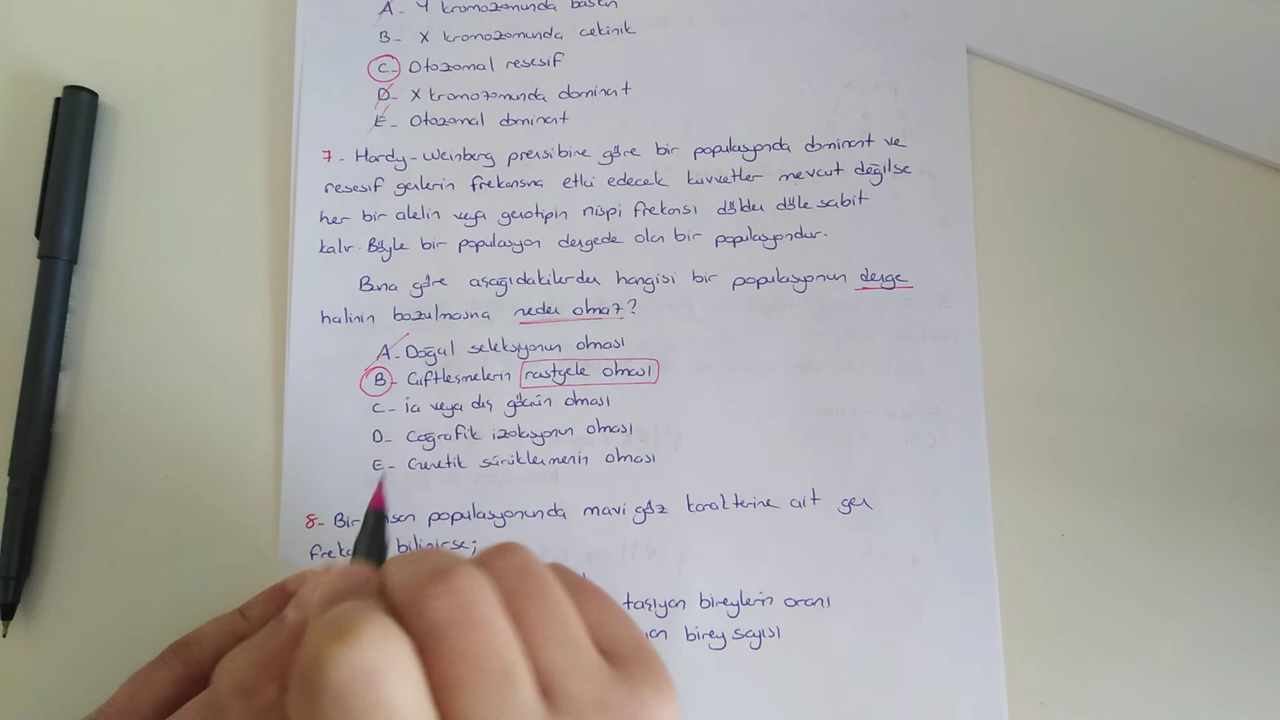 A- Y kromozomunda baskın
B- X kromozomunda çekinik
C- Otozomal resesif
D- X kromozomunda dominant
E- Otozomal dominant
7- Hardy-Weinberg prensibine göre bir populasyonda dominant ve
resesif genlerin frekansına etki edecek kuvvetler mevcut değilse
her bir alelin veya genotipin nispi frekansı dölden döle sabit
kalır. Böyle bir populasyon dengede olan bir populasyondur.
Buna göre aşağıdakilerden hangisi bir populasyonun denge
halinin bozulmasına neden olmaz?
A- Doğal seleksiyonun olması
B- Çiftleşmelerin rastgele olması
C- İç veya dış göçün olması
D- Coğrafik izolasyonun olması
E- Genetik sürüklenmenin olması
8- Bir populasyonunda mavi göz karakterine ait gen
bilinirse;
taşıyan bireylerin oranı
birey sayısı